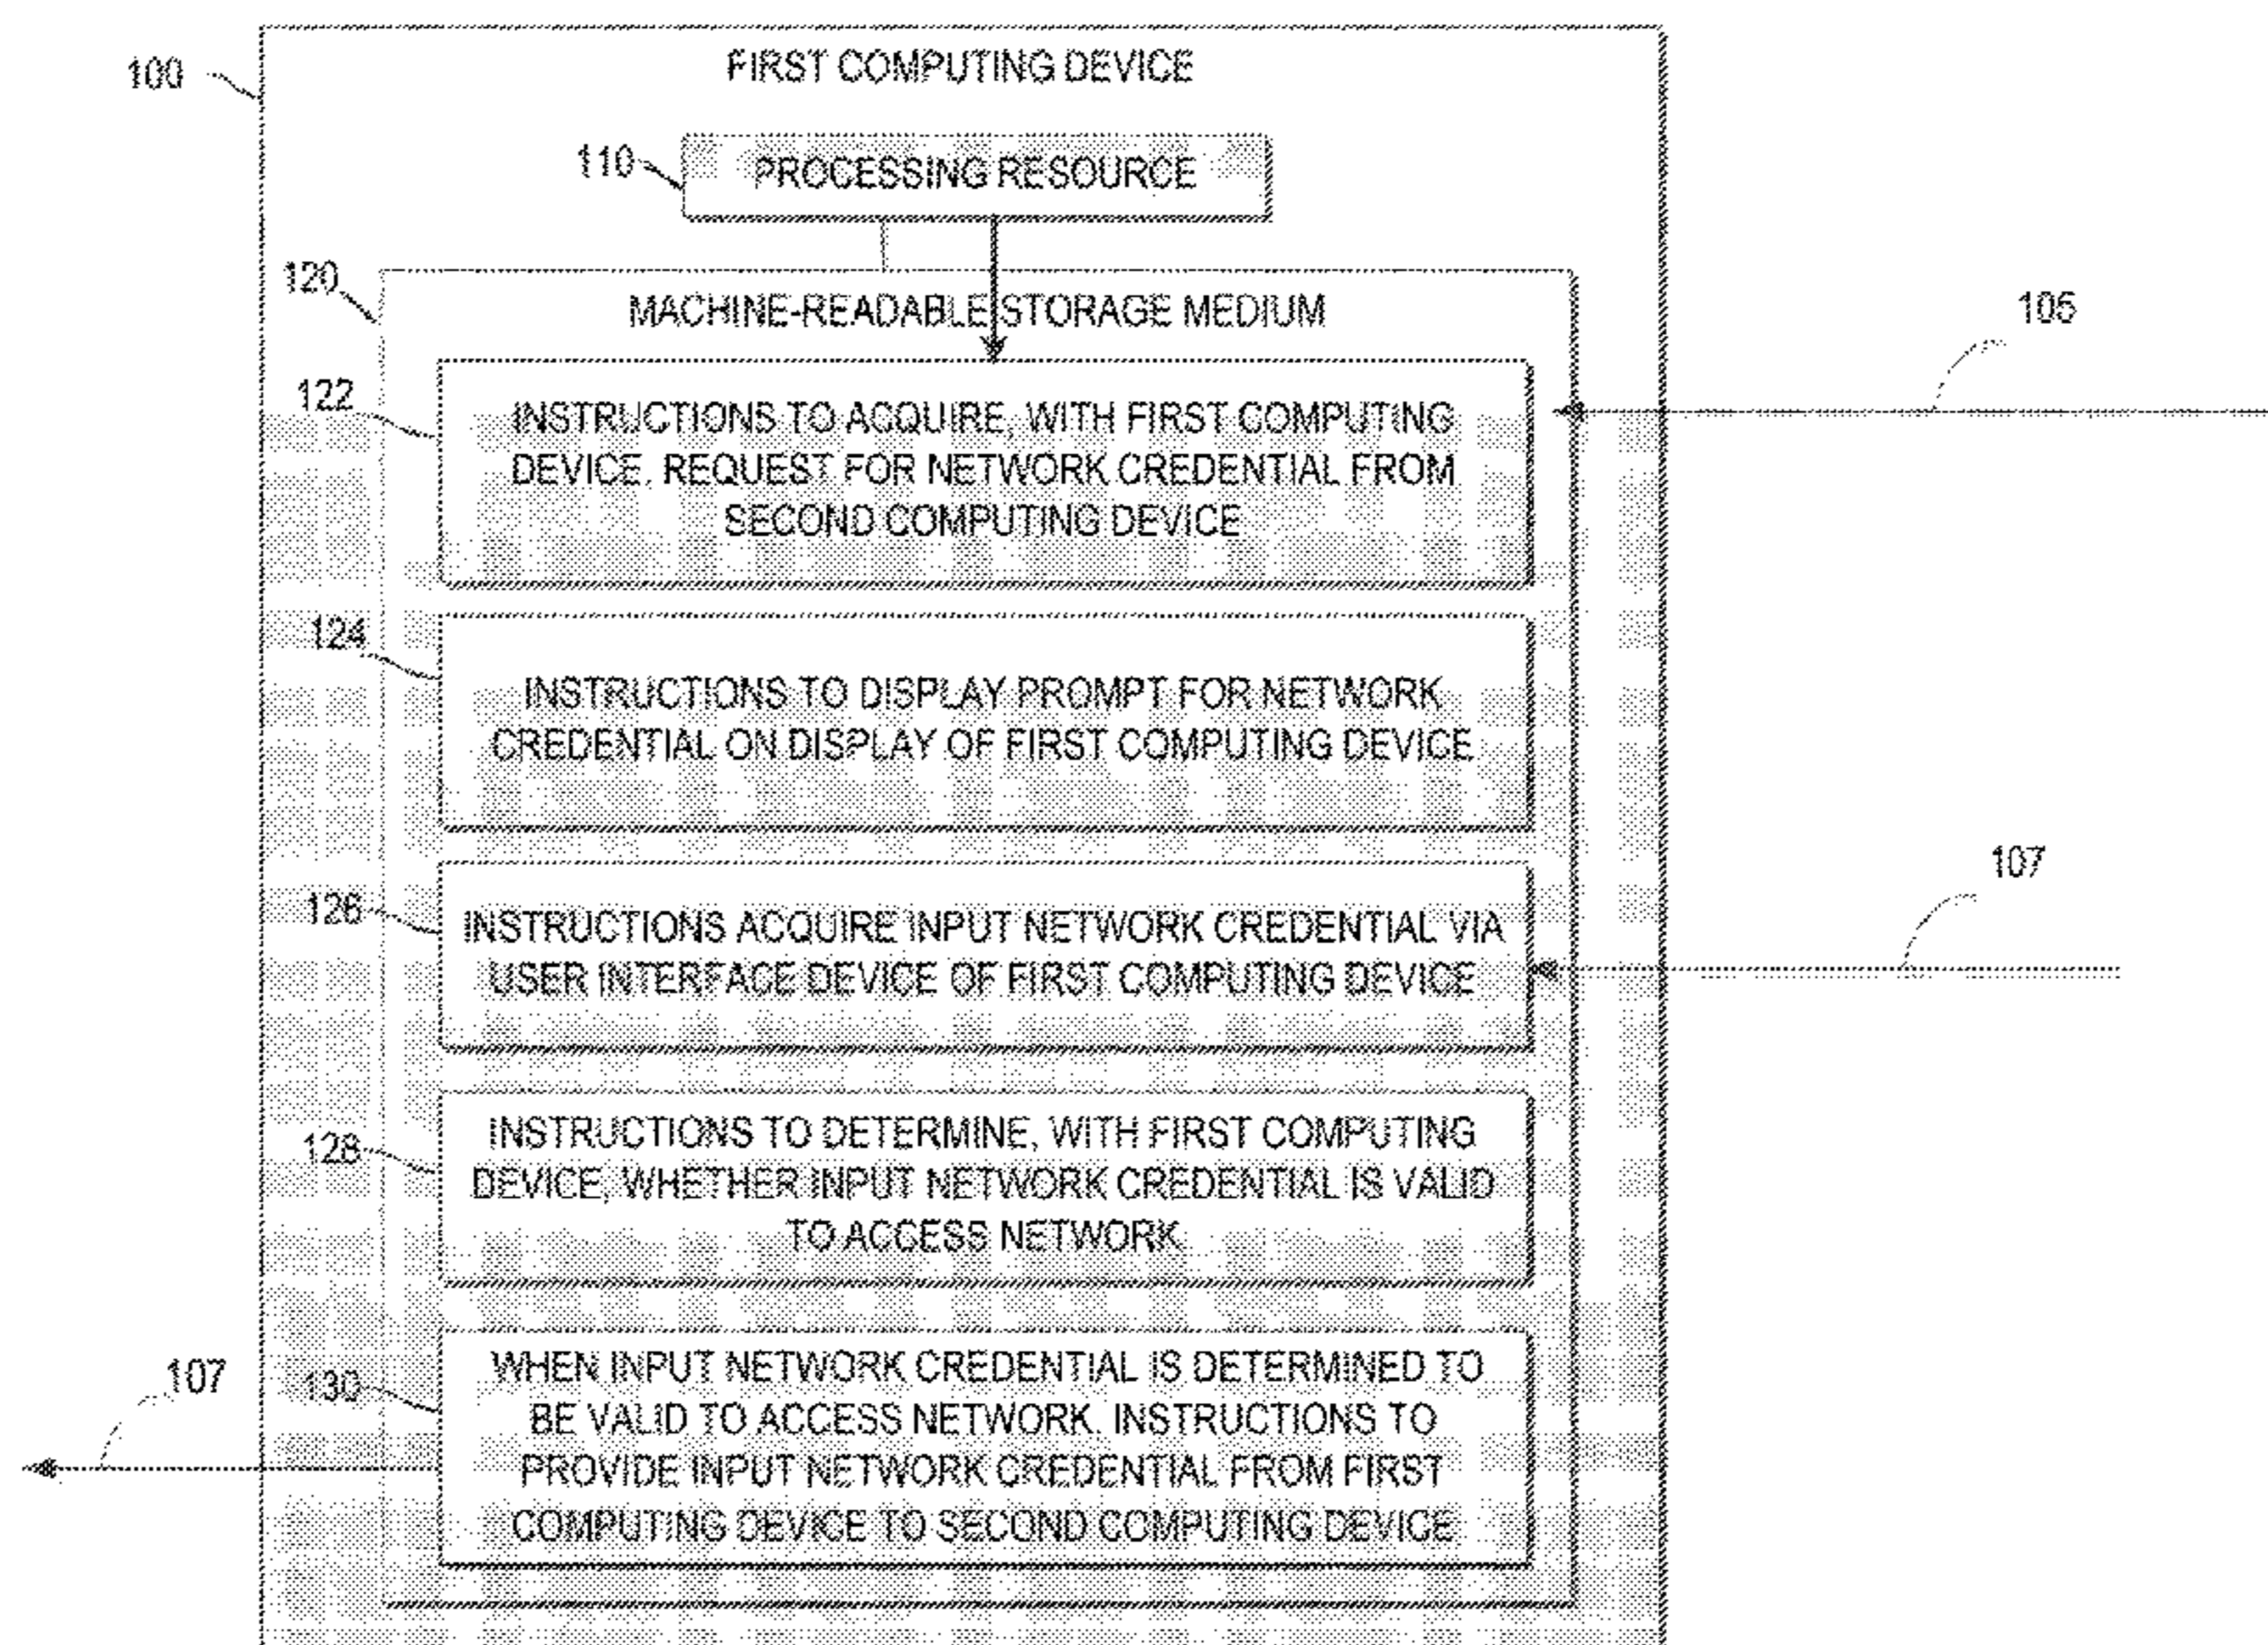 100
FIRST COMPUTING DEVICE
110
PROCESSING RESOURCE
120
MACHINE-READABLE STORAGE MEDIUM
105
122
INSTRUCTIONS TO ACQUIRE, WITH FIRST COMPUTING
DEVICE, REQUEST FOR NETWORK CREDENTIAL FROM
SECOND COMPUTING DEVICE
124
INSTRUCTIONS TO DISPLAY PROMPT FOR NETWORK
CREDENTIAL ON DISPLAY OF FIRST COMPUTING DEVICE
107
126
INSTRUCTIONS ACQUIRE INPUT NETWORK CREDENTIAL VIA
USER INTERFACE DEVICE OF FIRST COMPUTING DEVICE
128
INSTRUCTIONS TO DETERMINE, WITH FIRST COMPUTING
DEVICE, WHETHER INPUT NETWORK CREDENTIAL IS VALID
TO ACCESS NETWORK
107
130
WHEN INPUT NETWORK CREDENTIAL IS DETERMINED TO
BE VALID TO ACCESS NETWORK, INSTRUCTIONS TO
PROVIDE INPUT NETWORK CREDENTIAL FROM FIRST
COMPUTING DEVICE TO SECOND COMPUTING DEVICE